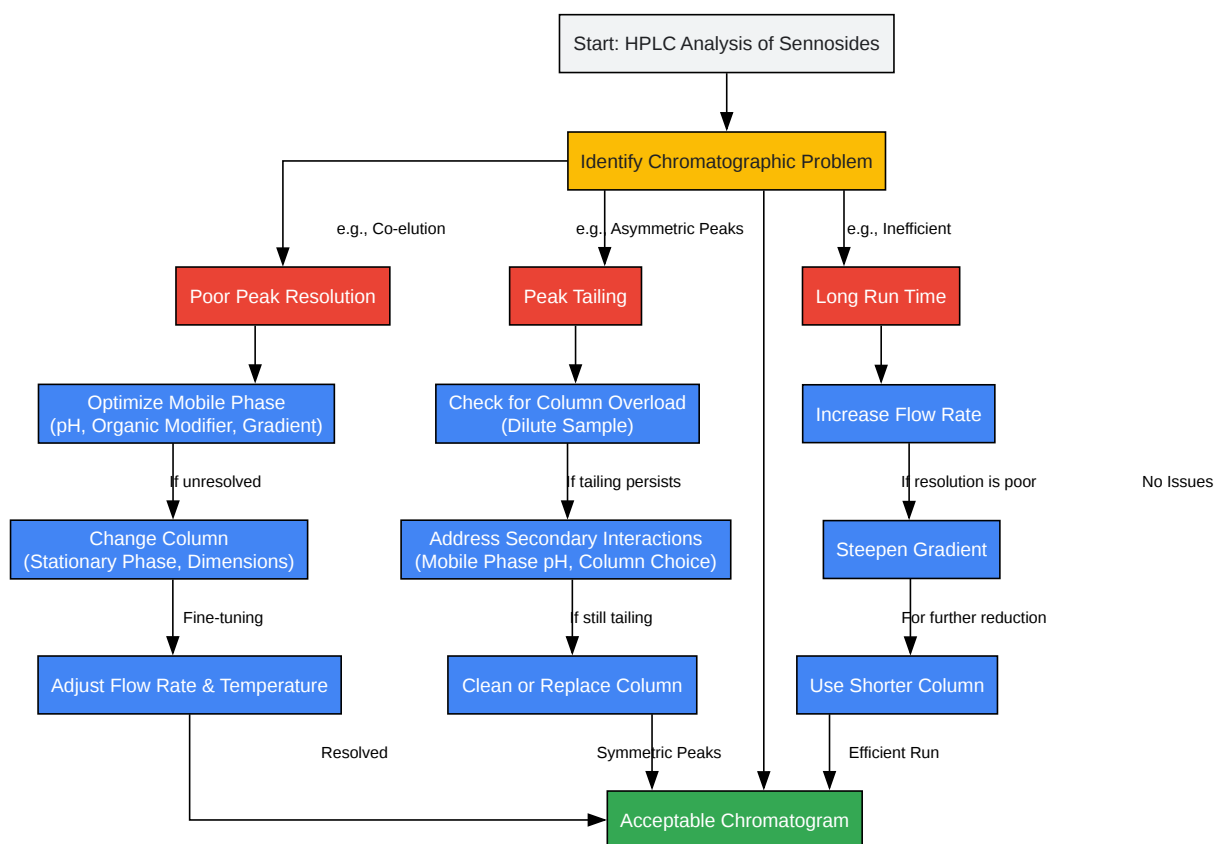 Start: HPLC Analysis of Sennosides
Identify Chromatographic Problem
e.g., Co-elution
e.g., Asymmetric Peaks
e.g., Inefficient
Poor Peak Resolution
Peak Tailing
Long Run Time
Optimize Mobile Phase
(pH, Organic Modifier, Gradient)
Check for Column Overload
(Dilute Sample)
Increase Flow Rate
If unresolved
If tailing persists
If resolution is poor
No Issues
Change Column
(Stationary Phase, Dimensions)
Address Secondary Interactions
(Mobile Phase pH, Column Choice)
Steepen Gradient
Fine-tuning
If still tailing
For further reduction
Adjust Flow Rate & Temperature
Clean or Replace Column
Use Shorter Column
Resolved
Symmetric Peaks
Efficient Run
Acceptable Chromatogram